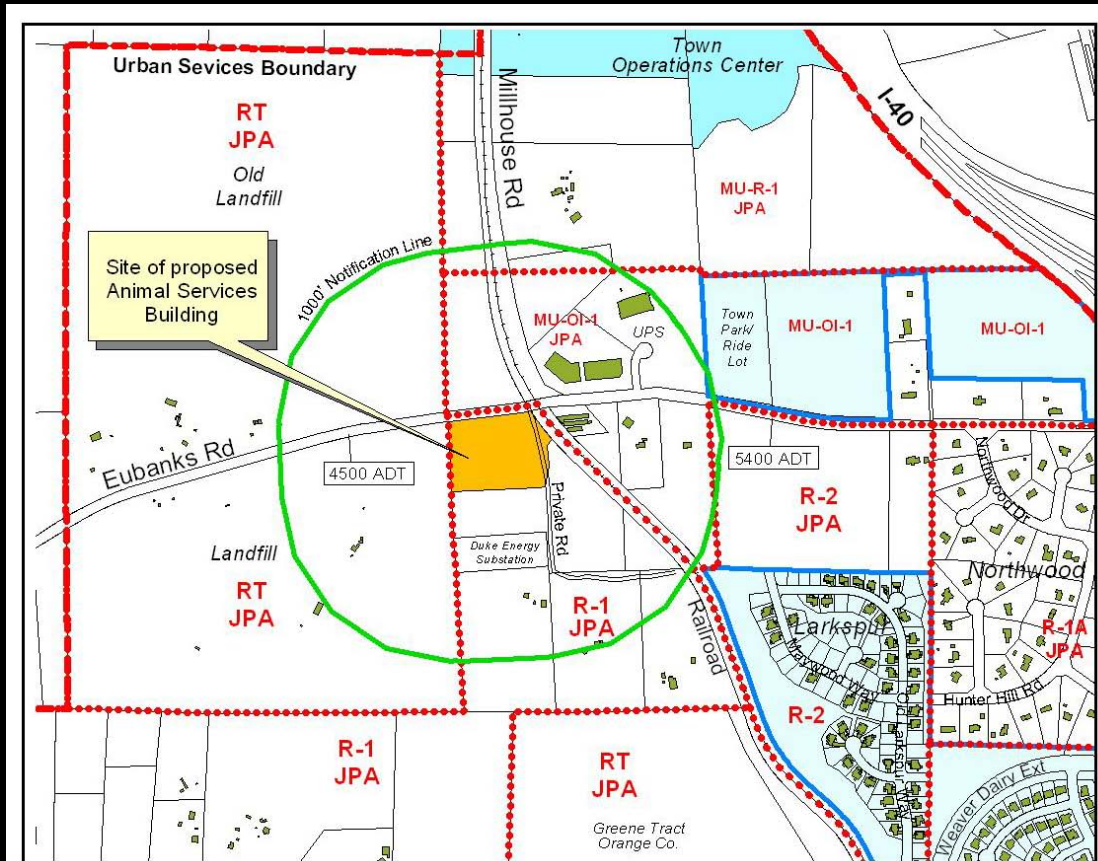 Urban Sevices Boundary
RT
JPA
Old
Landfill
Millhouse Rd
Town
Operations Center
I-40
MU-R-1
JPA
Site of proposed
Animal Services
Building
1000' Notification Line
MU-OI-1
JPA
UPS
Town
Park/
Ride
Lot
MU-OI-1
MU-OI-1
Eubanks Rd
4500 ADT
5400 ADT
Landfill
RT
JPA
Duke Energy
Substation
Private Rd
R-1
JPA
Railroad
R-2
JPA
Northwood Dr
Northwood
R-1A
JPA
Hunter Hill Rd
Larkspur
Maywood Way
Old Larkspur Way
R-2
R-1
JPA
RT
JPA
Greene Tract
Orange Co.
Weaver Dairy Ext